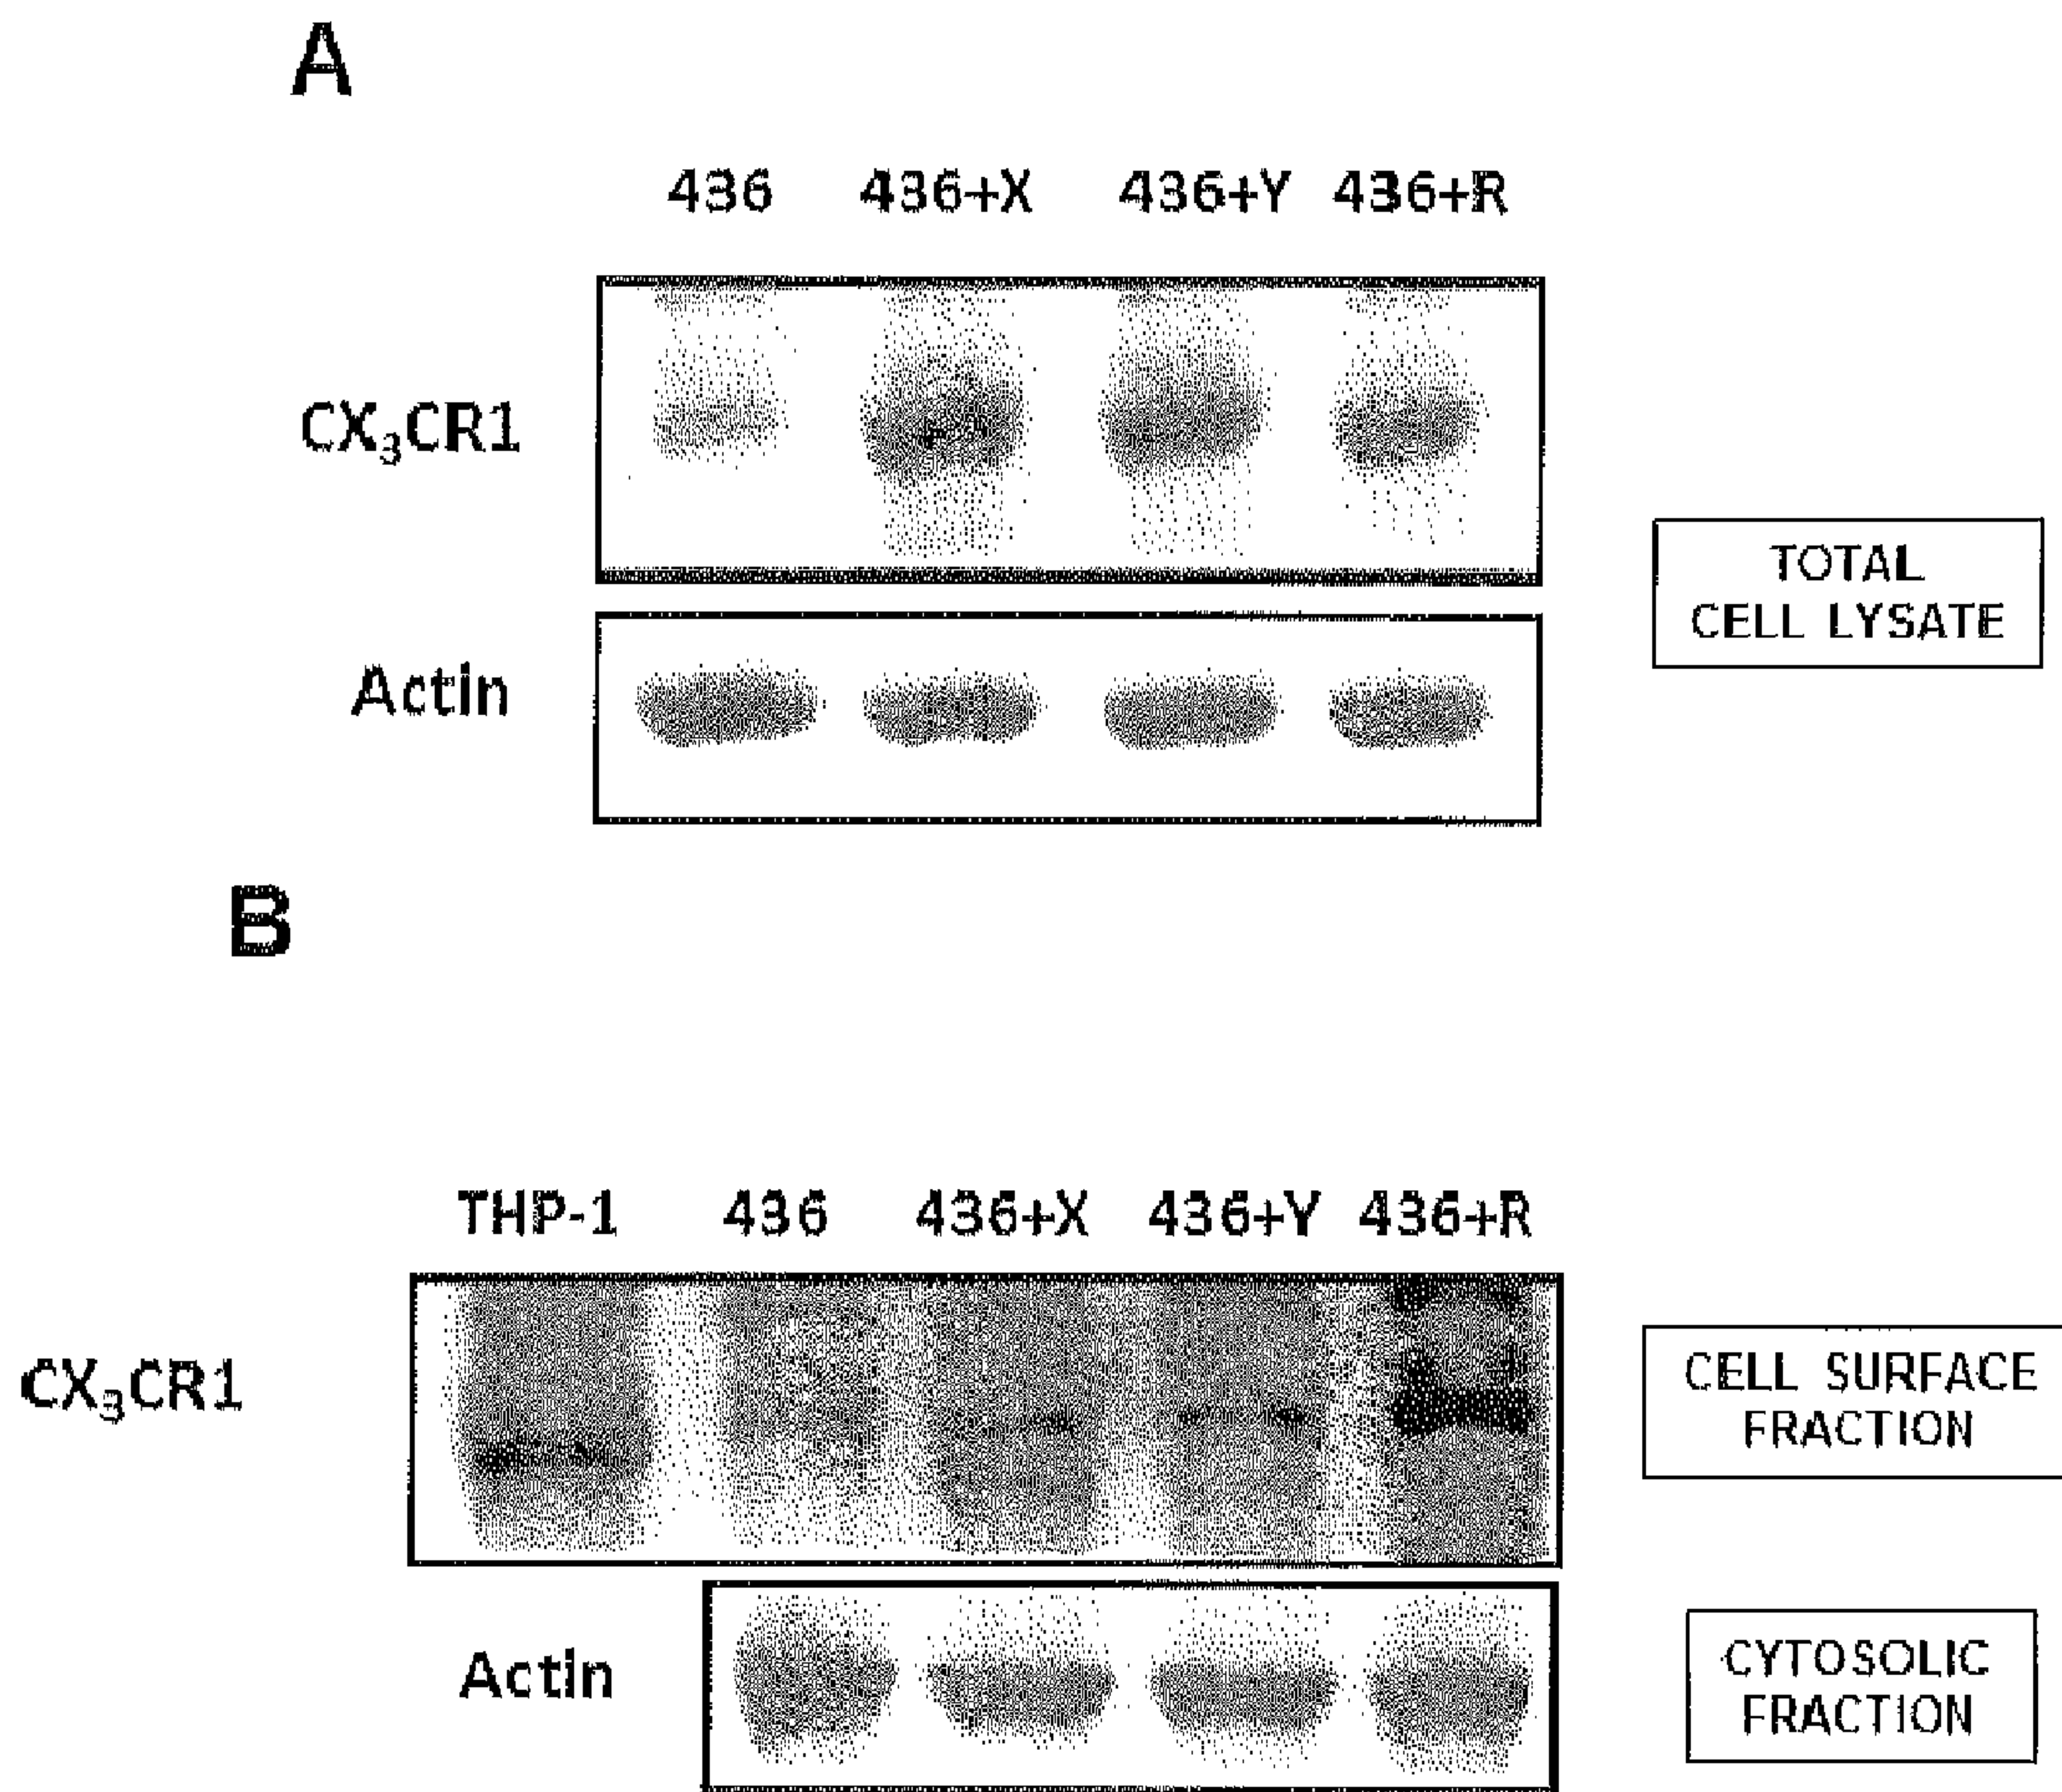 A
436 436+X 436+Y 436+R
CX₃CR1
TOTAL
CELL LYSATE
Actin
B
THP-1 436 436+X 436+Y 436+R
CX₃CR1
CELL SURFACE
FRACTION
Actin
CYTOSOLIC
FRACTION